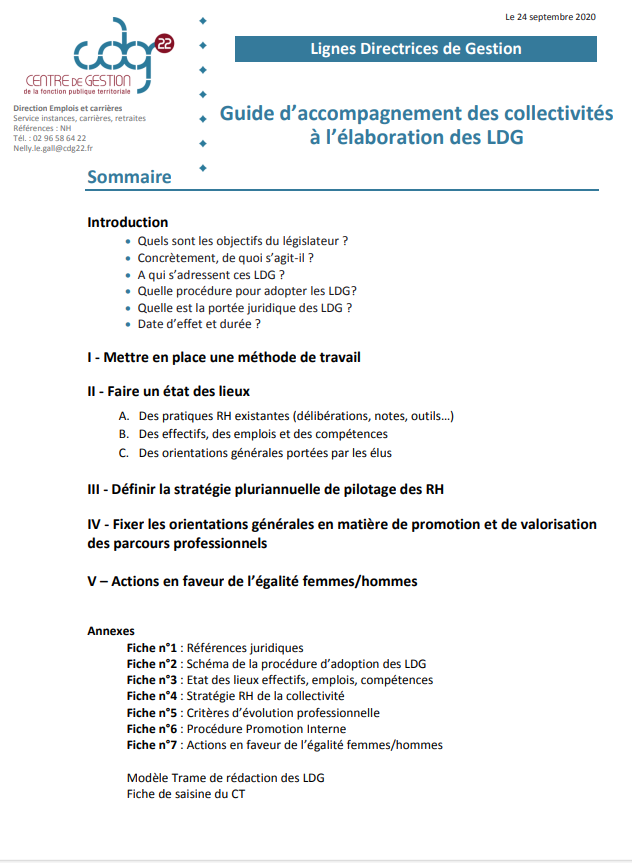 Le 24 septembre 2020
cdg 22
CENTRE DE GESTION
de la fonction publique territoriale
Lignes Directrices de Gestion
Direction Emplois et carrières
Service instances, carrières, retraites
Références : NH
Tél. : 02 96 58 64 22
Nelly.le.gall@cdg22.fr
Guide d’accompagnement des collectivités
à l’élaboration des LDG
Sommaire
Introduction
• Quels sont les objectifs du législateur ?
• Concrètement, de quoi s’agit-il ?
• A qui s’adressent ces LDG ?
• Quelle procédure pour adopter les LDG?
• Quelle est la portée juridique des LDG ?
• Date d’effet et durée ?
I - Mettre en place une méthode de travail
II - Faire un état des lieux
A. Des pratiques RH existantes (délibérations, notes, outils…)
B. Des effectifs, des emplois et des compétences
C. Des orientations générales portées par les élus
III - Définir la stratégie pluriannuelle de pilotage des RH
IV - Fixer les orientations générales en matière de promotion et de valorisation
des parcours professionnels
V – Actions en faveur de l’égalité femmes/hommes
Annexes
Fiche n°1 : Références juridiques
Fiche n°2 : Schéma de la procédure d’adoption des LDG
Fiche n°3 : Etat des lieux effectifs, emplois, compétences
Fiche n°4 : Stratégie RH de la collectivité
Fiche n°5 : Critères d’évolution professionnelle
Fiche n°6 : Procédure Promotion Interne
Fiche n°7 : Actions en faveur de l’égalité femmes/hommes
Modèle Trame de rédaction des LDG
Fiche de saisine du CT